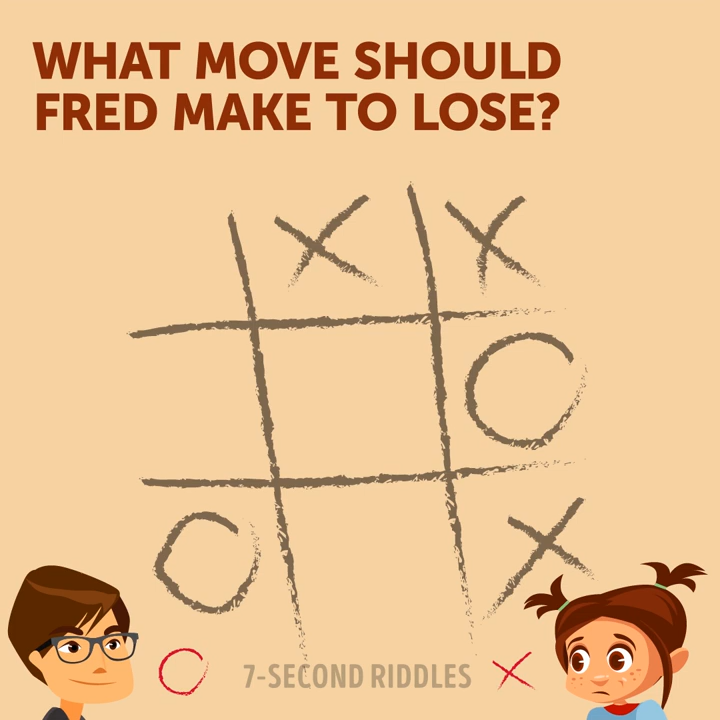 WHAT MOVE SHOULD
FRED MAKE TO LOSE?
X X
O
O X
O 7-SECOND RIDDLES X